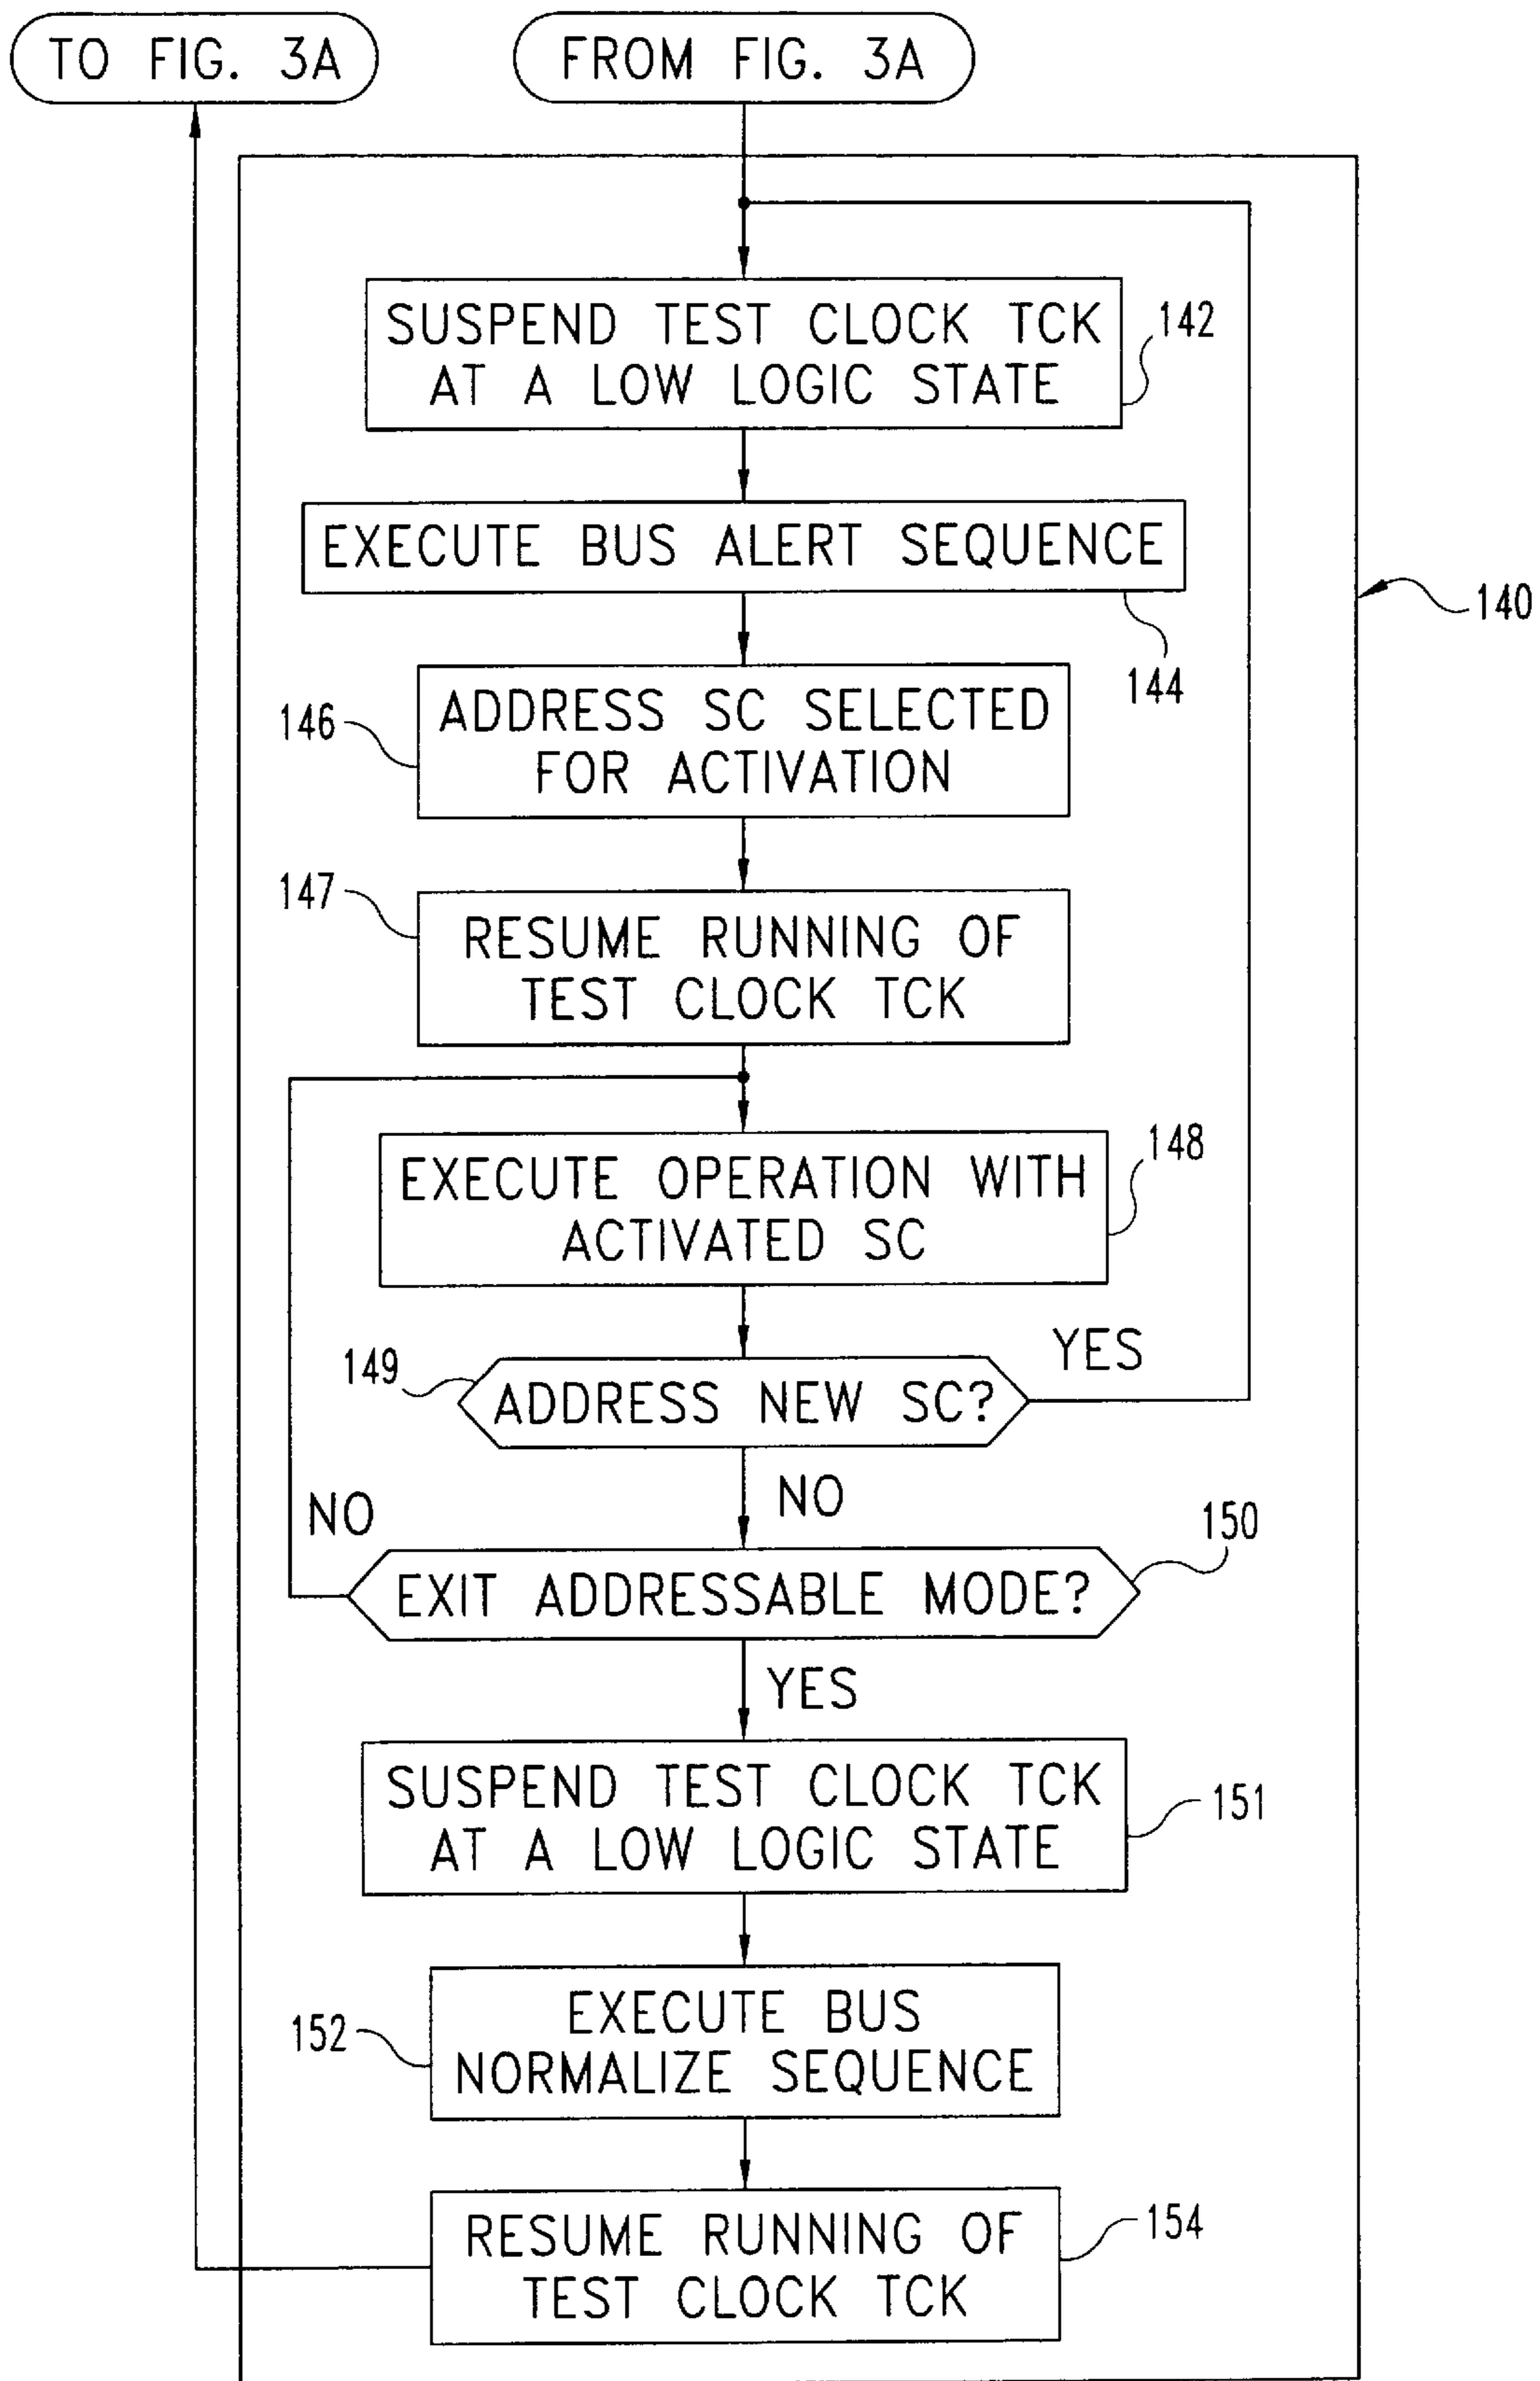 TO FIG. 3A
FROM FIG. 3A
SUSPEND TEST CLOCK TCK
AT A LOW LOGIC STATE
142
EXECUTE BUS ALERT SEQUENCE
140
144
ADDRESS SC SELECTED
FOR ACTIVATION
146
147
RESUME RUNNING OF
TEST CLOCK TCK
148
EXECUTE OPERATION WITH
ACTIVATED SC
YES
149
ADDRESS NEW SC?
NO
NO
150
EXIT ADDRESSABLE MODE?
YES
SUSPEND TEST CLOCK TCK
AT A LOW LOGIC STATE
151
EXECUTE BUS
NORMALIZE SEQUENCE
152
RESUME RUNNING OF
TEST CLOCK TCK
154